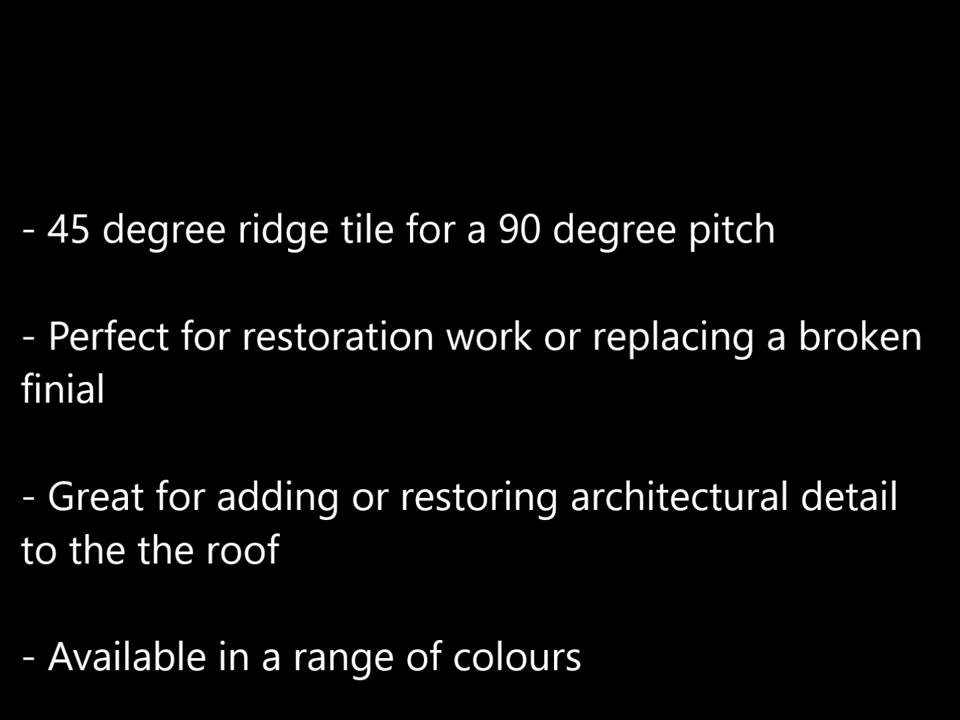 - 45 degree ridge tile for a 90 degree pitch
- Perfect for restoration work or replacing a broken
finial
- Great for adding or restoring architectural detail
to the the roof
- Available in a range of colours